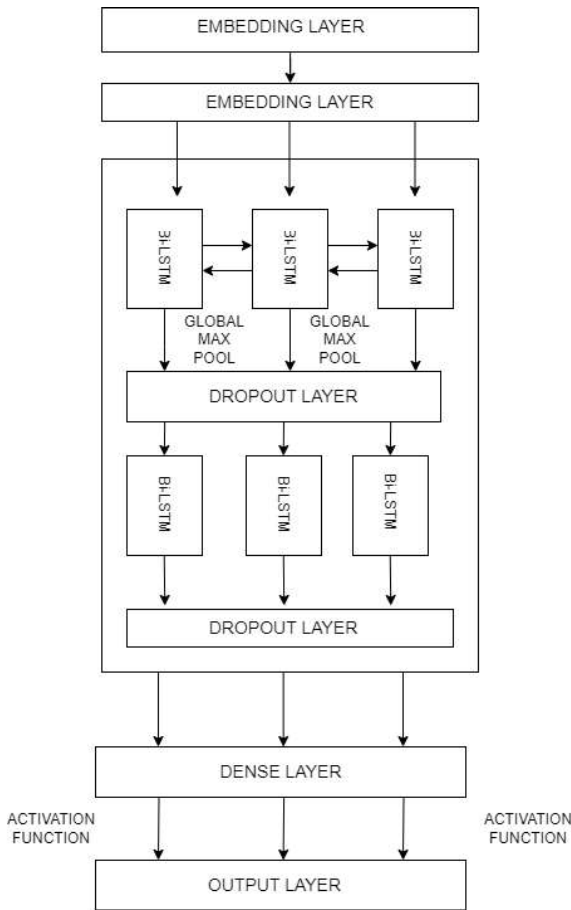 EMBEDDING LAYER
EMBEDDING LAYER
Bi-LSTM
Bi-LSTM
Bi-LSTM
GLOBAL
MAX
POOL
GLOBAL
MAX
POOL
DROPOUT LAYER
Bi-LSTM
Bi-LSTM
Bi-LSTM
DROPOUT LAYER
DENSE LAYER
ACTIVATION
FUNCTION
ACTIVATION
FUNCTION
OUTPUT LAYER